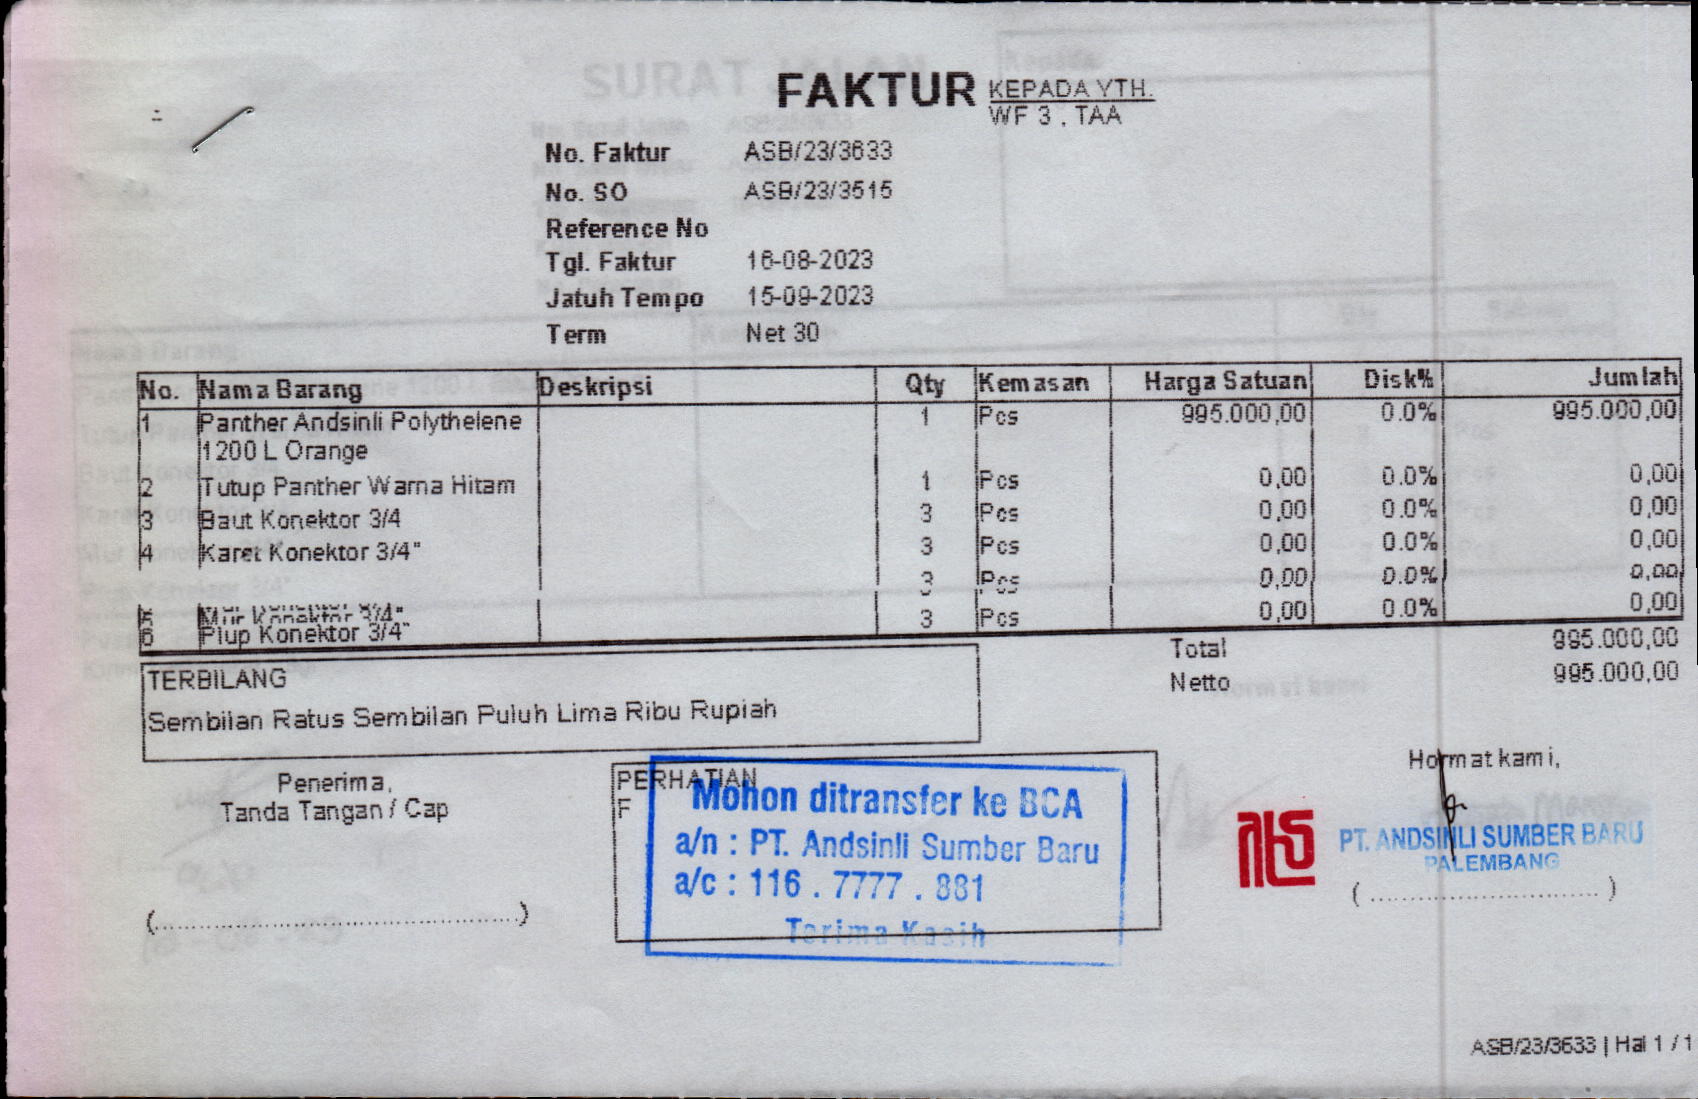 FAKTUR
KEPADA YTH.
WF 3 . TAA
No. Faktur ASB/23/3633
No. SO ASB/23/3515
Reference No
Tgl. Faktur 16-08-2023
Jatuh Tempo 15-09-2023
Term Net 30
No. Nama Barang Deskripsi Qty Kemasan Harga Satuan Disk% Jumlah
1 Panther Andsinli Polythelene 1 Pcs 995.000,00 0.0% 995.000,00
1200 L Orange
2 Tutup Panther Warna Hitam 1 Pcs 0,00 0.0% 0,00
3 Baut Konektor 3/4 3 Pcs 0,00 0.0% 0,00
4 Karet Konektor 3/4" 3 Pcs 0,00 0.0% 0,00
5 Mur Konektor 3/4" 3 Pcs 0,00 0.0% 0,00
6 Plup Konektor 3/4" 3 Pcs 0,00 0.0% 0,00
Total 995.000,00
Netto 995.000,00
TERBILANG
Sembilan Ratus Sembilan Puluh Lima Ribu Rupiah
Penerima,
Tanda Tangan / Cap
(......................................)
PERHATIAN
F
Mohon ditransfer ke BCA
a/n : PT. Andsinli Sumber Baru
a/c : 116 . 7777 . 881
Terima Kasih
Hormat kami,
PT. ANDSINLI SUMBER BARU
PALEMBANG
(..........................)
ASB/23/3633 | Hal 1 / 1